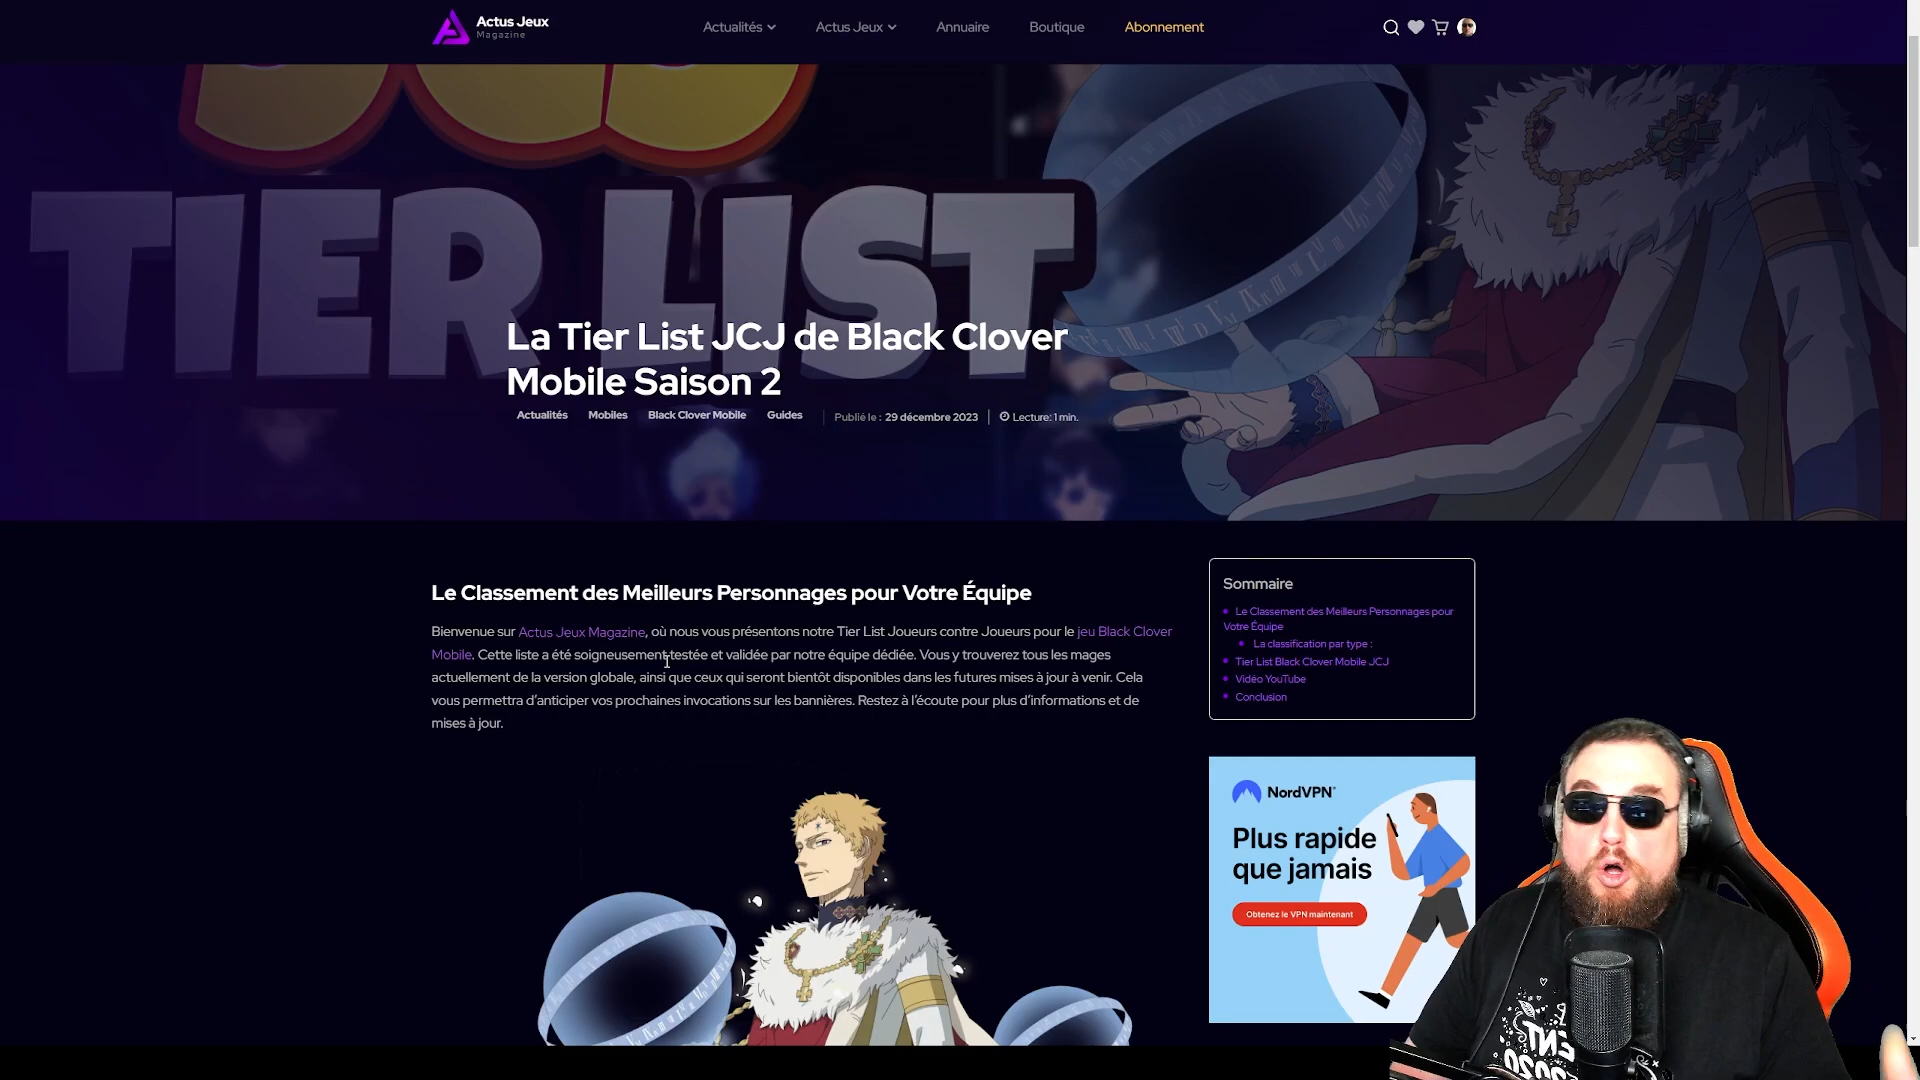 Actus Jeux
Magazine
Actualités
Actus Jeux
Annuaire
Boutique
Abonnement
TIER LIST
La Tier List JCJ de Black Clover
Mobile Saison 2
Actualités Mobiles Black Clover Mobile Guides Publié le : 29 décembre 2023 Lecture: 1 min.
Le Classement des Meilleurs Personnages pour Votre Équipe
Bienvenue sur Actus Jeux Magazine, où nous vous présentons notre Tier List Joueurs contre Joueurs pour le jeu Black Clover
Mobile. Cette liste a été soigneusement testée et validée par notre équipe dédiée. Vous y trouverez tous les mages
actuellement de la version globale, ainsi que ceux qui seront bientôt disponibles dans les futures mises à jour à venir. Cela
vous permettra d'anticiper vos prochaines invocations sur les bannières. Restez à l'écoute pour plus d'informations et de
mises à jour.
Sommaire
Le Classement des Meilleurs Personnages pour
Votre Équipe
La classification par type :
Tier List Black Clover Mobile JCJ
Vidéo YouTube
Conclusion
NordVPN
Plus rapide
que jamais
Obtenez le VPN maintenant